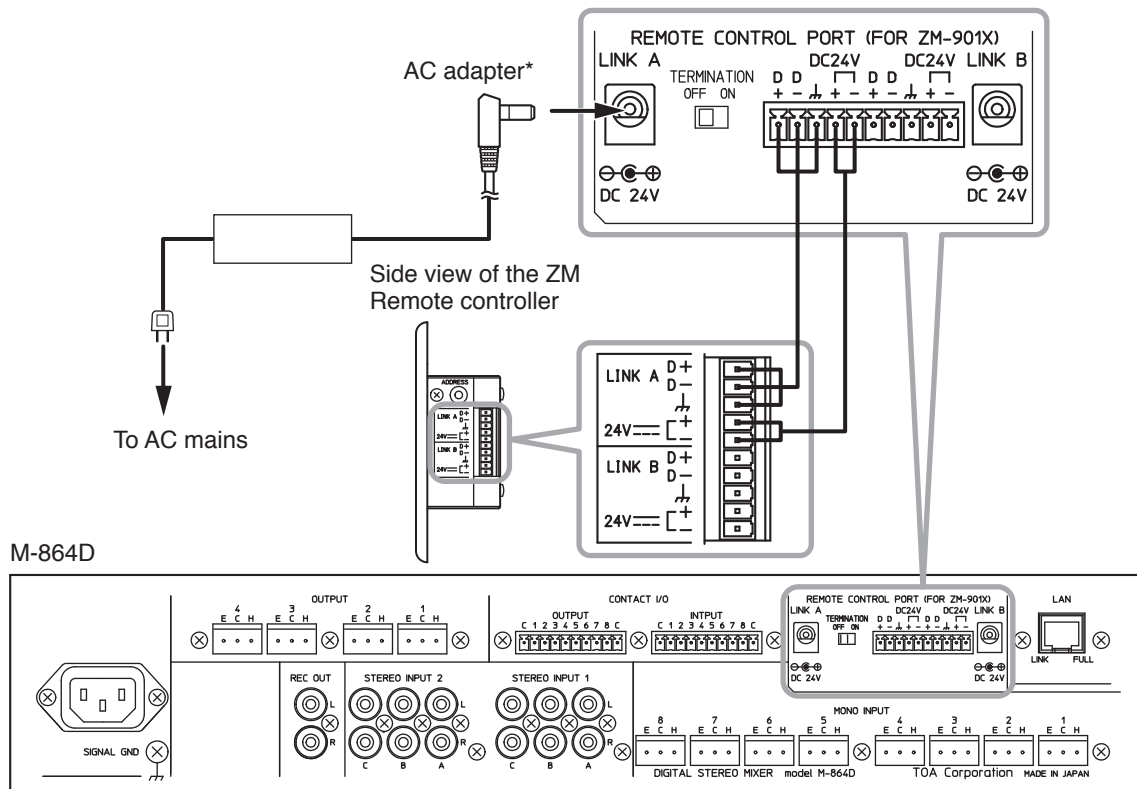 REMOTE CONTROL PORT (FOR ZM-901X)
LINK A
DC24V
DC24V
LINK B
TERMINATION
OFF ON
D D D D
+ - + - + - + -
DC 24V
DC 24V
AC adapter*
Side view of the ZM
Remote controller
To AC mains
ADDRESS
LINK A D+
D-
24V + -
LINK B D+
D-
24V + -
LINK A D+
D-
+
24V
-
LINK B D+
D-
+
24V
-
M-864D
OUTPUT
4 3 2 1
E C H E C H E C H E C H
CONTACT I/O
OUTPUT
C 1 2 3 4 5 6 7 8 C
INTPUT
C 1 2 3 4 5 6 7 8 C
REMOTE CONTROL PORT (FOR ZM-901X)
LINK A
DC24V
DC24V
LINK B
TERMINATION
OFF ON
D D D D
+ - + - + - + -
DC 24V
DC 24V
LAN
LINK FULL
REC OUT
L
R
STEREO INPUT 2
L
R
C B A
STEREO INPUT 1
L
R
C B A
SIGNAL GND
MONO INPUT
8 7 6 5 4 3 2 1
E C H E C H E C H E C H E C H E C H E C H E C H
DIGITAL STEREO MIXER model M-864D TOA Corporation MADE IN JAPAN